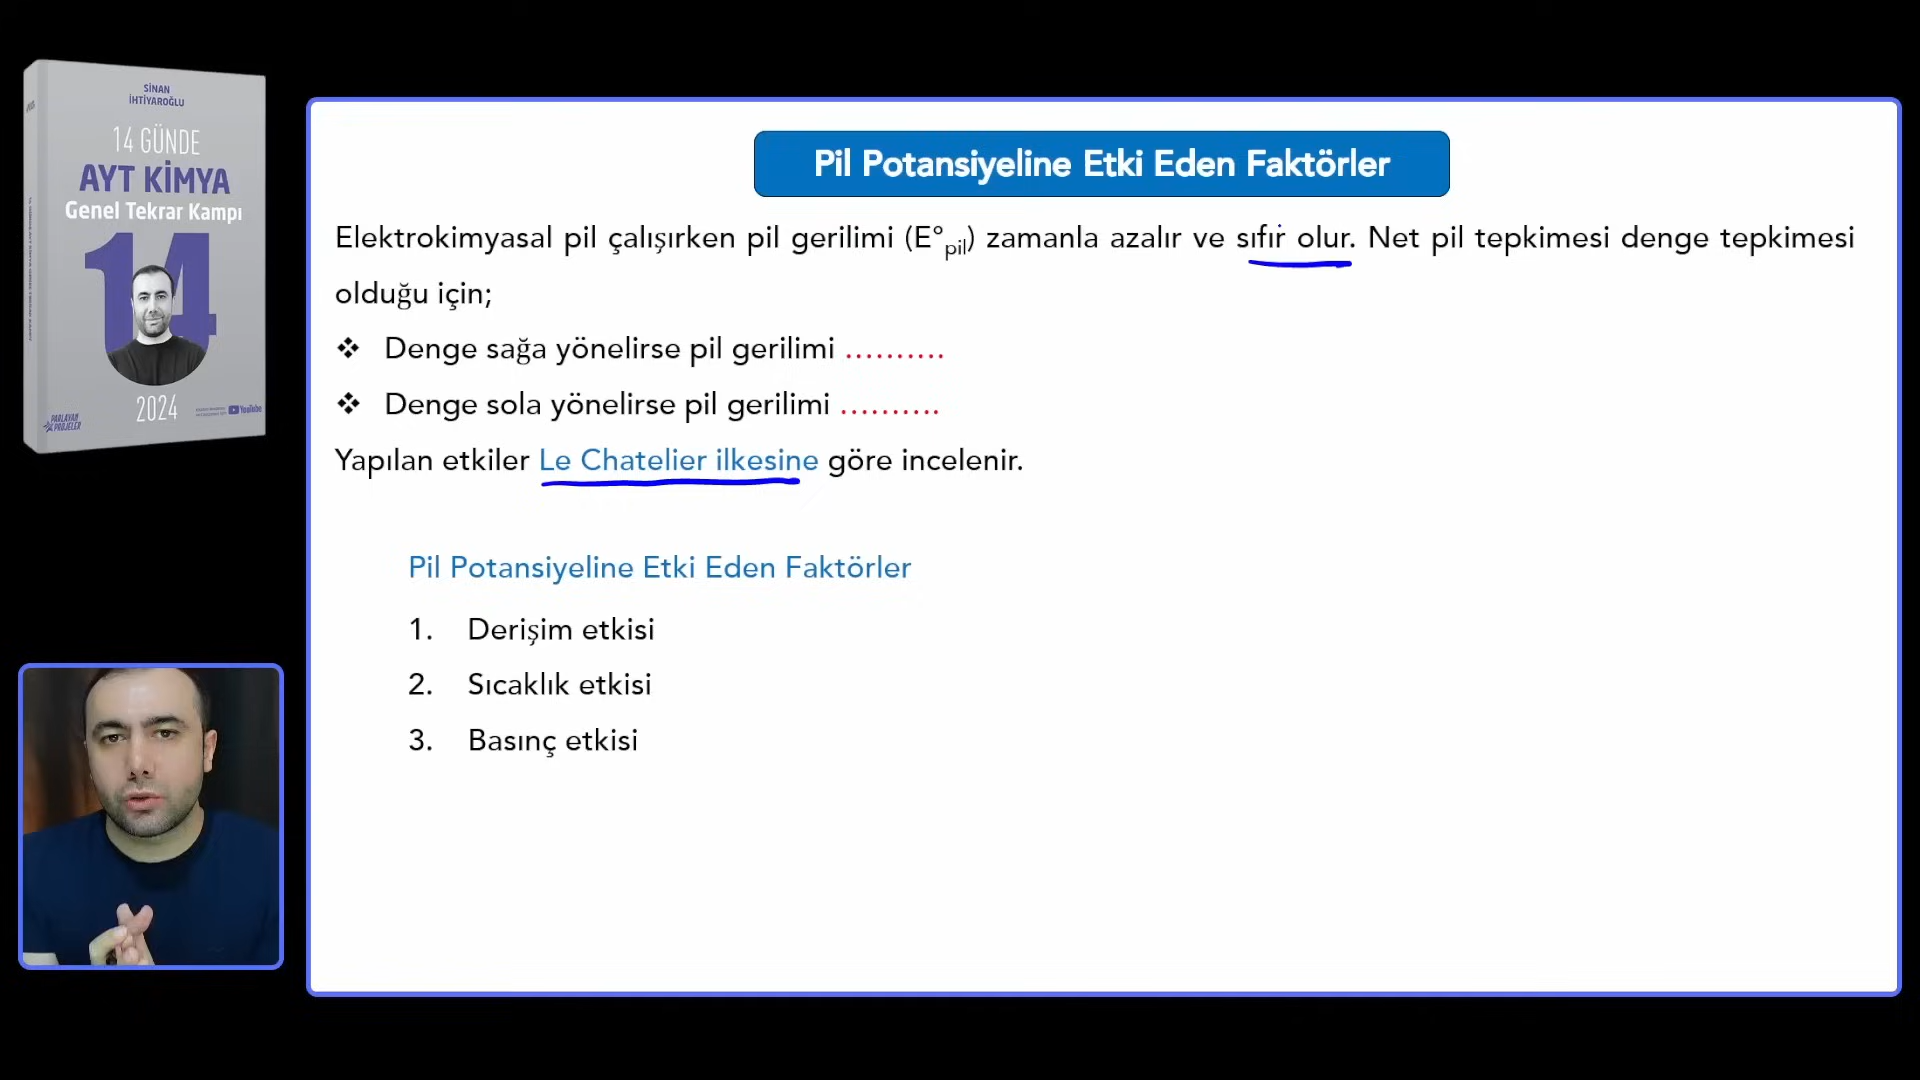 SİNAN
İHTİYAROĞLU
14 GÜNDE
AYT KİMYA
Genel Tekrar Kampı
14
2024
PARLAYAN
PROJELER
YouTube
Pil Potansiyeline Etki Eden Faktörler
Elektrokimyasal pil çalışırken pil gerilimi (E°pil) zamanla azalır ve sıfır olur. Net pil tepkimesi denge tepkimesi
olduğu için;
❖ Denge sağa yönelirse pil gerilimi ..........
❖ Denge sola yönelirse pil gerilimi ..........
Yapılan etkiler Le Chatelier ilkesine göre incelenir.
Pil Potansiyeline Etki Eden Faktörler
1. Derişim etkisi
2. Sıcaklık etkisi
3. Basınç etkisi